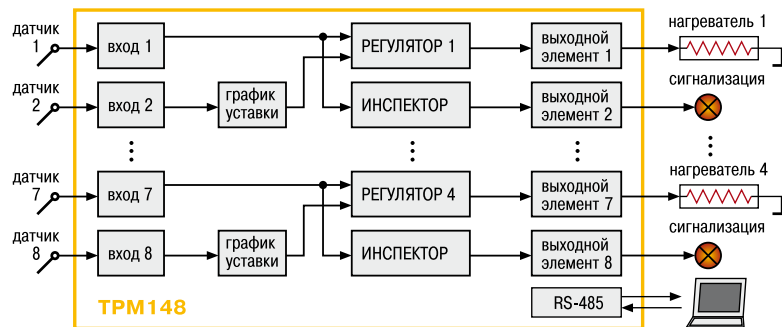 датчик
1
вход 1
РЕГУЛЯТОР 1
выходной
элемент 1
нагреватель 1
датчик
2
вход 2
график
уставки
ИНСПЕКТОР
выходной
элемент 2
сигнализация
датчик
7
вход 7
РЕГУЛЯТОР 4
выходной
элемент 7
нагреватель 4
датчик
8
вход 8
график
уставки
ИНСПЕКТОР
выходной
элемент 8
сигнализация
ТРМ148
RS-485